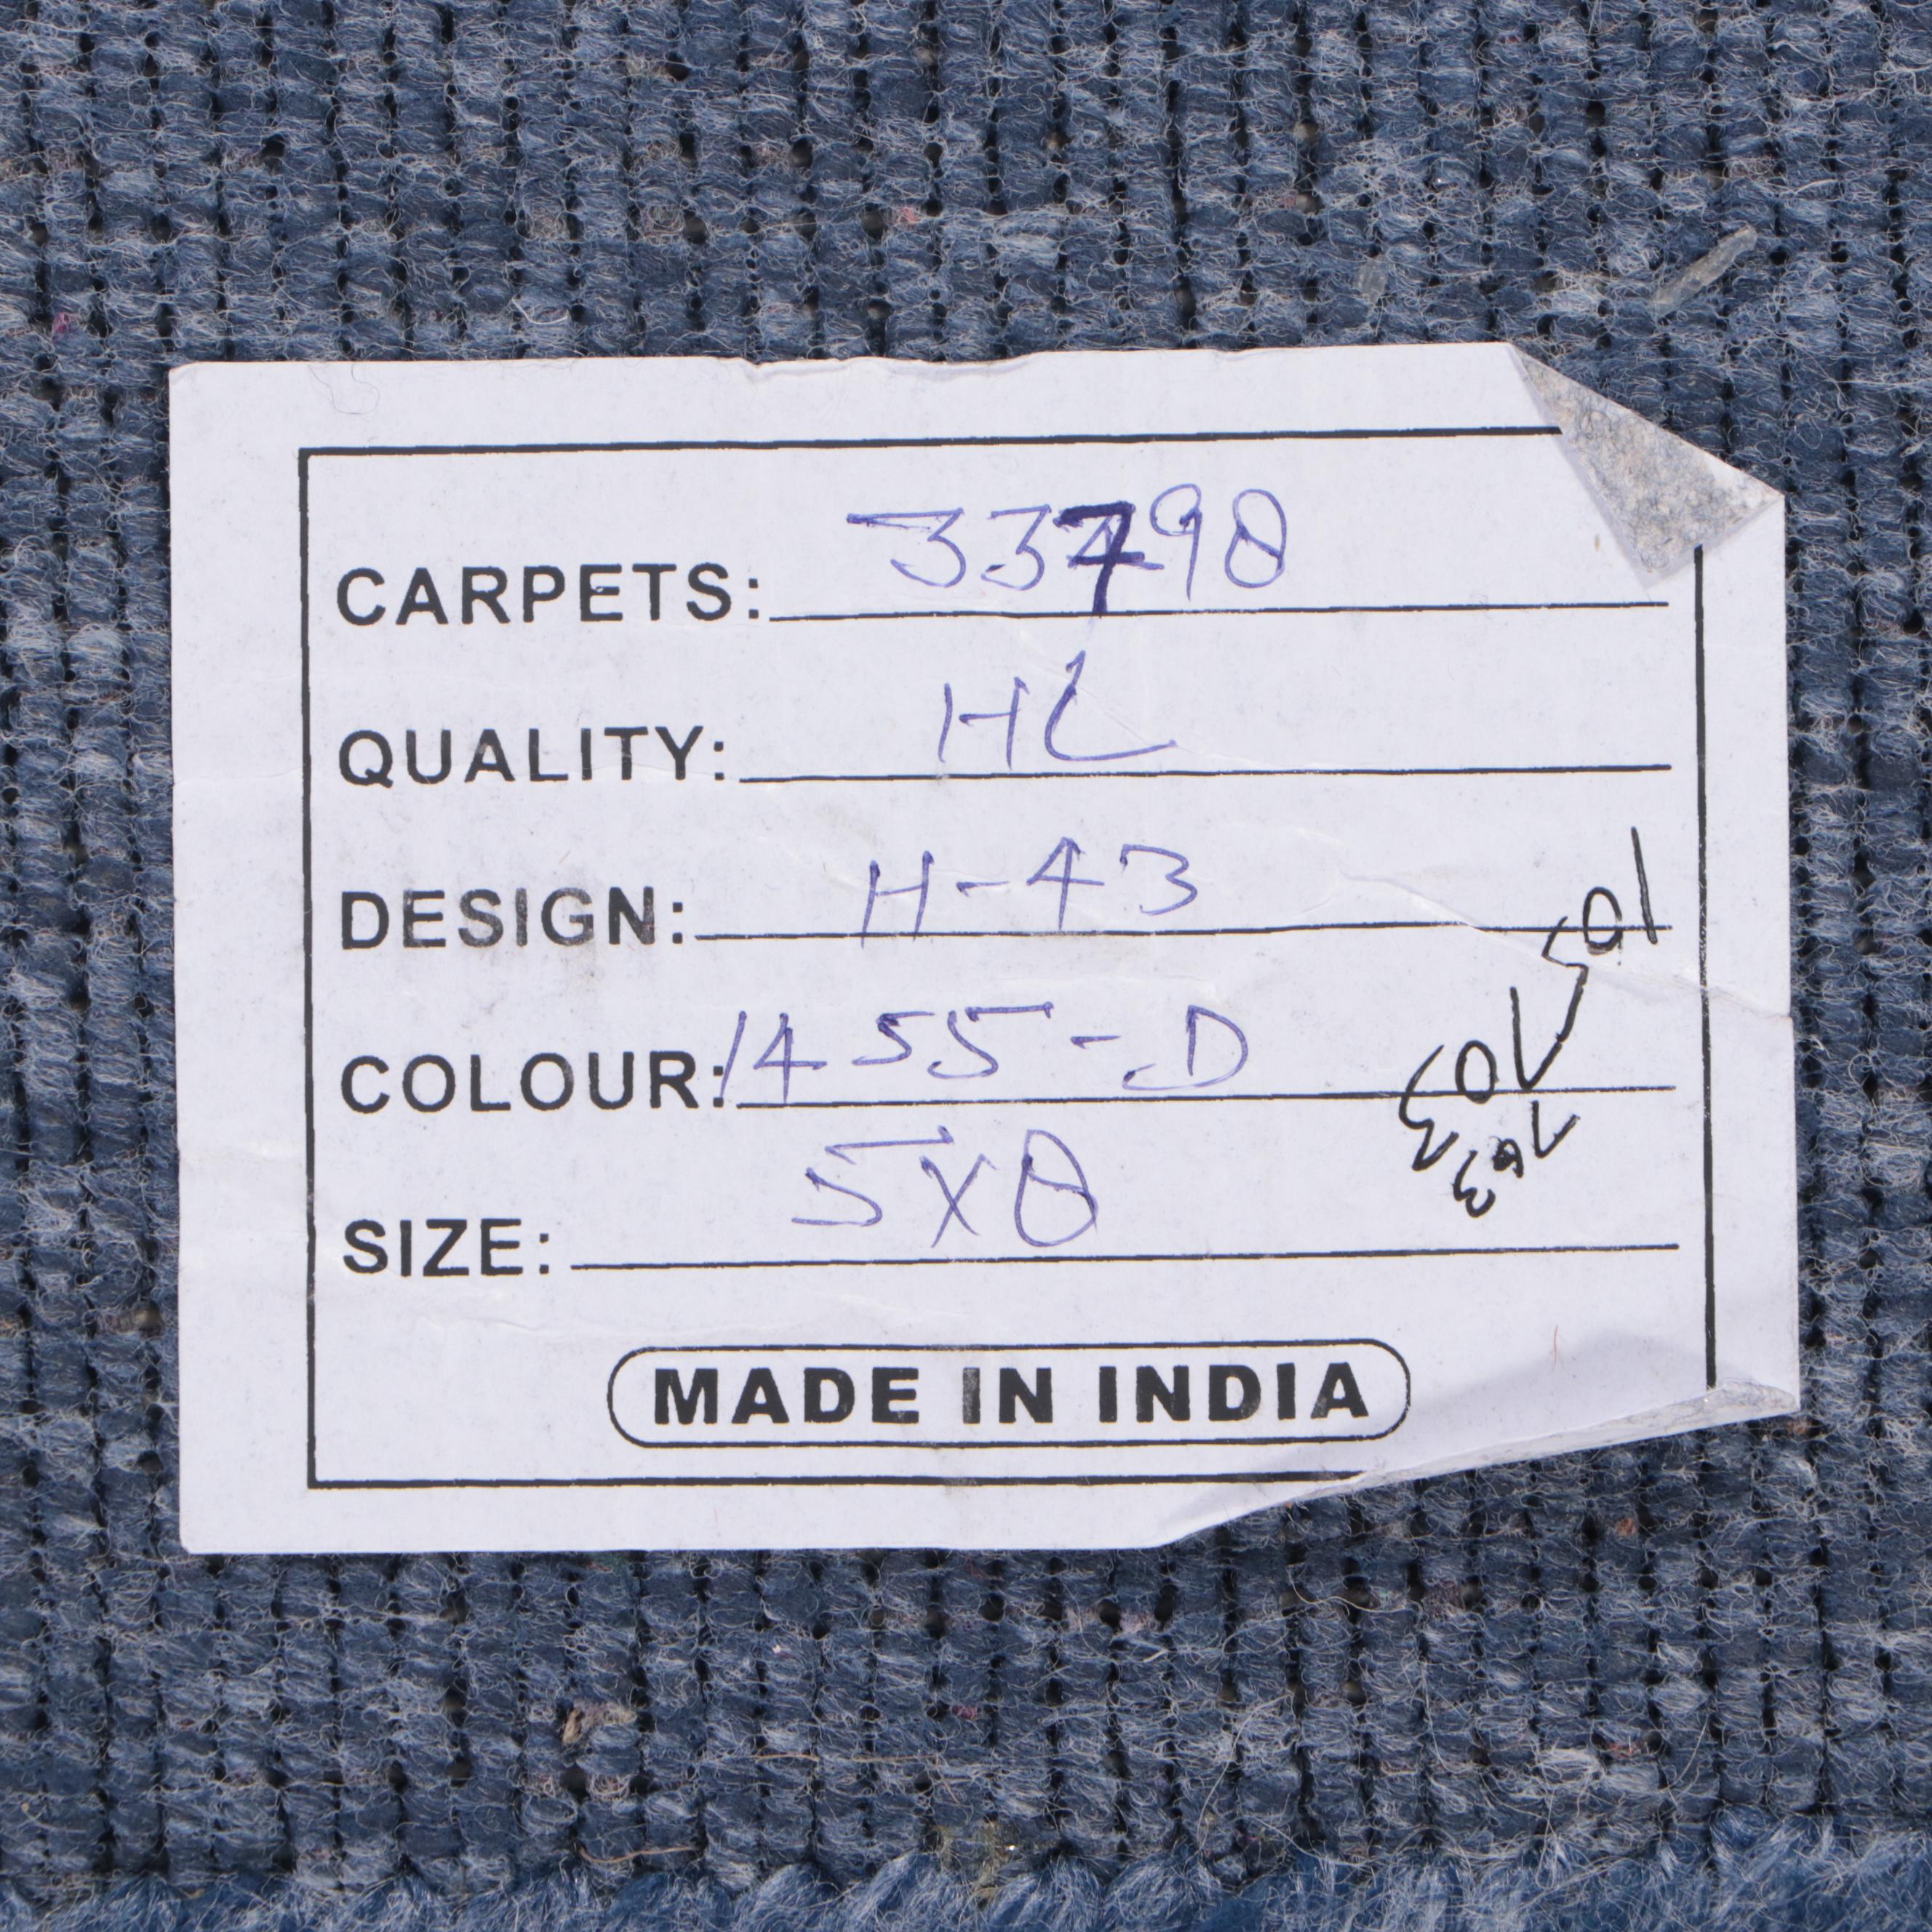 CARPETS: 33798
QUALITY: HL
DESIGN: H-43
COLOUR: 1455-D
SIZE: 5X8
MADE IN INDIA